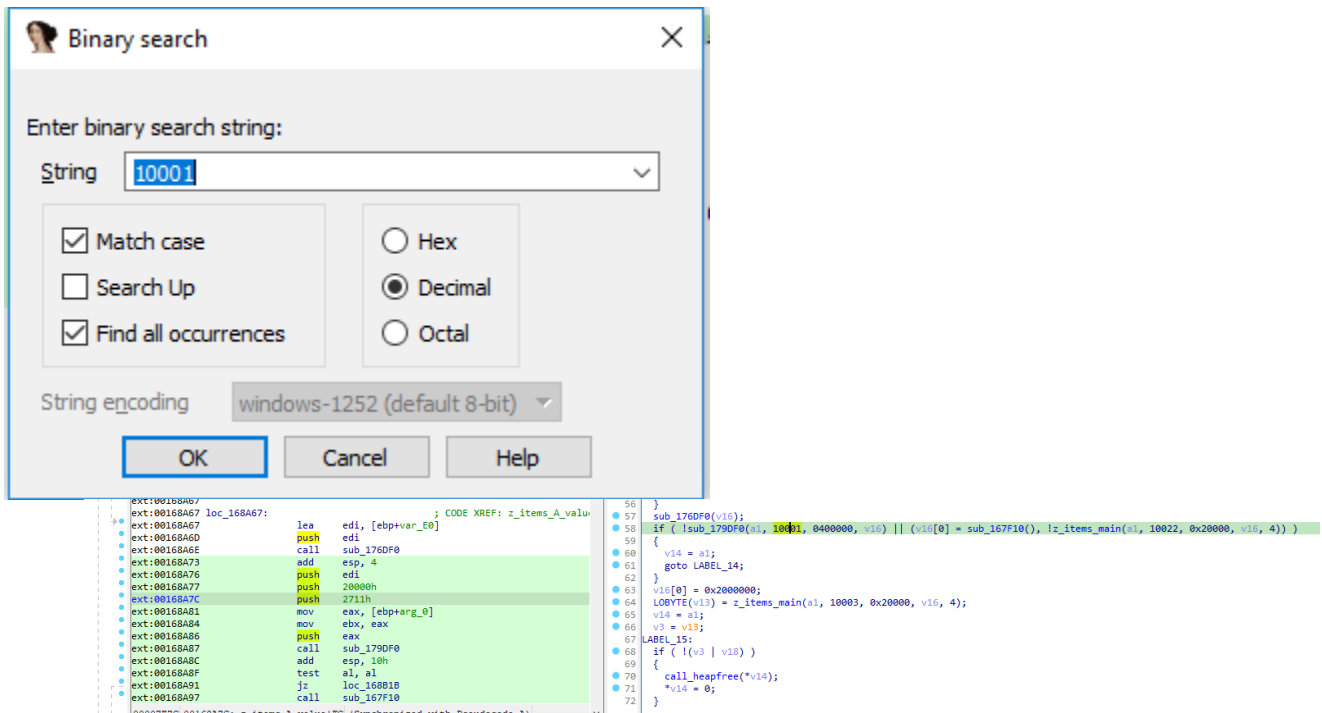 Binary search
Enter binary search string:
String 10001
Match case
Search Up
Find all occurrences
Hex
Decimal
Octal
String encoding windows-1252 (default 8-bit)
OK Cancel Help
ext:00168A67
ext:00168A67 loc_168A67: ; CODE XREF: z_items_A_valu
ext:00168A67 lea edi, [ebp+var_E0]
ext:00168A6D push edi
ext:00168A6E call sub_176DF0
ext:00168A73 add esp, 4
ext:00168A76 push edi
ext:00168A77 push 20000h
ext:00168A7C push 2711h
ext:00168A81 mov eax, [ebp+arg_0]
ext:00168A84 mov ebx, eax
ext:00168A86 push eax
ext:00168A87 call sub_179DF0
ext:00168A8C add esp, 10h
ext:00168A8F test al, al
ext:00168A91 jz loc_168B1B
ext:00168A97 call sub_167F10
56 }
57 sub_176DF0(v16);
58 if ( !sub_179DF0(a1, 10001, 0400000, v16) || (v16[0] = sub_167F10(), !z_items_main(a1, 10022, 0x20000, v16, 4)) )
59 {
60 v14 = a1;
61 goto LABEL_14;
62 }
63 v16[0] = 0x2000000;
64 LOBYTE(v13) = z_items_main(a1, 10003, 0x20000, v16, 4);
65 v14 = a1;
66 v3 = v13;
67 LABEL_15:
68 if ( !(v3 | v18) )
69 {
70 call_heapfree(*v14);
71 *v14 = 0;
72 }